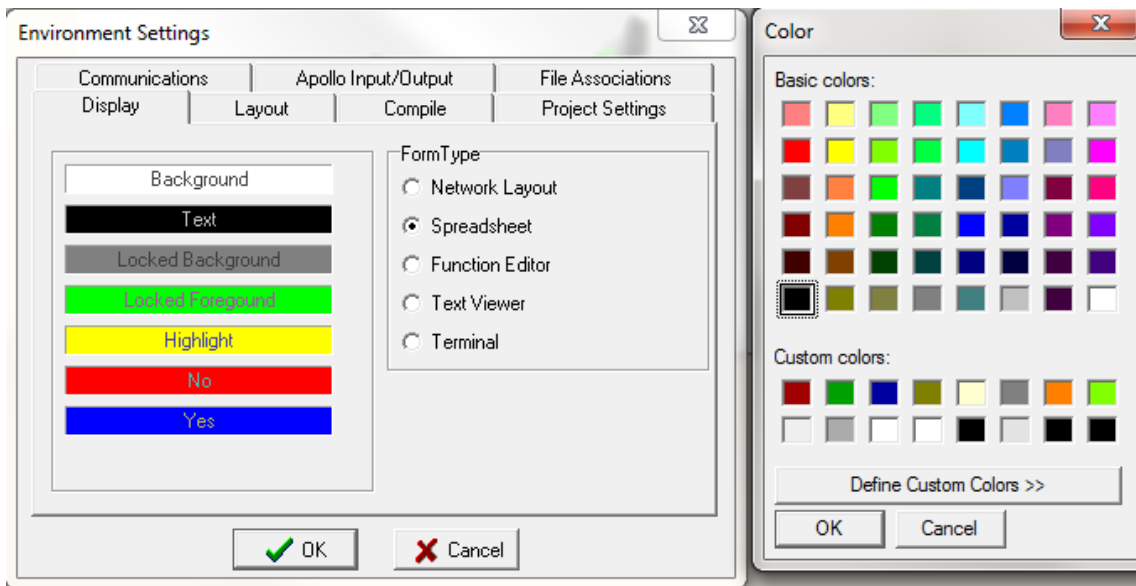 Environment Settings
Communications Apollo Input/Output File Associations
Display Layout Compile Project Settings
Background
Text
Locked Background
Locked Foregound
Highlight
No
Yes
FormType
Network Layout
Spreadsheet
Function Editor
Text Viewer
Terminal
OK Cancel
Color
Basic colors:
Custom colors:
Define Custom Colors >>
OK Cancel